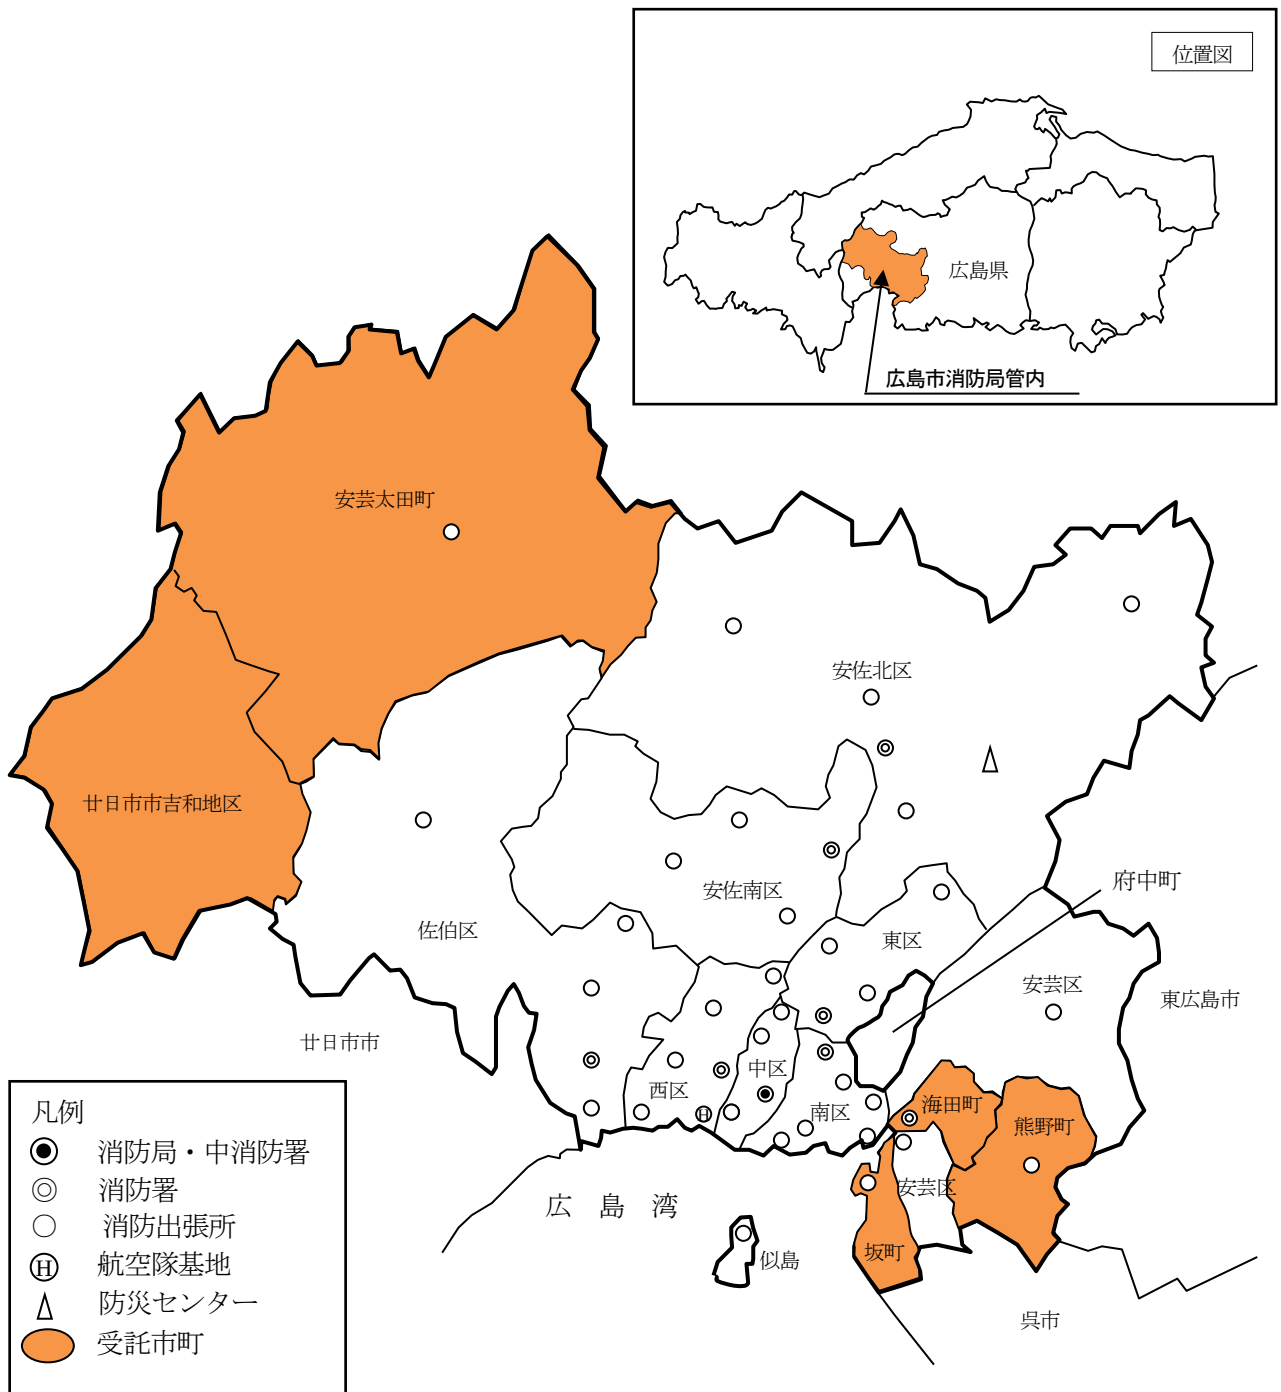 位置図
広島県
広島市消防局管内
安芸太田町
安佐北区
廿日市市吉和地区
府中町
安佐南区
佐伯区
東区
安芸区
東広島市
廿日市市
中区
西区
南区
海田町
熊野町
安芸区
広島湾
坂町
似島
呉市
凡例
消防局・中消防署
消防署
消防出張所
H
航空隊基地
防災センター
受託市町
H